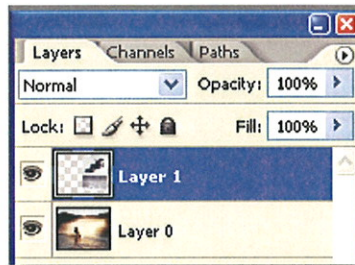 Layers Channels Paths
Normal Opacity: 100%
Lock: Fill: 100%
Layer 1
Layer 0